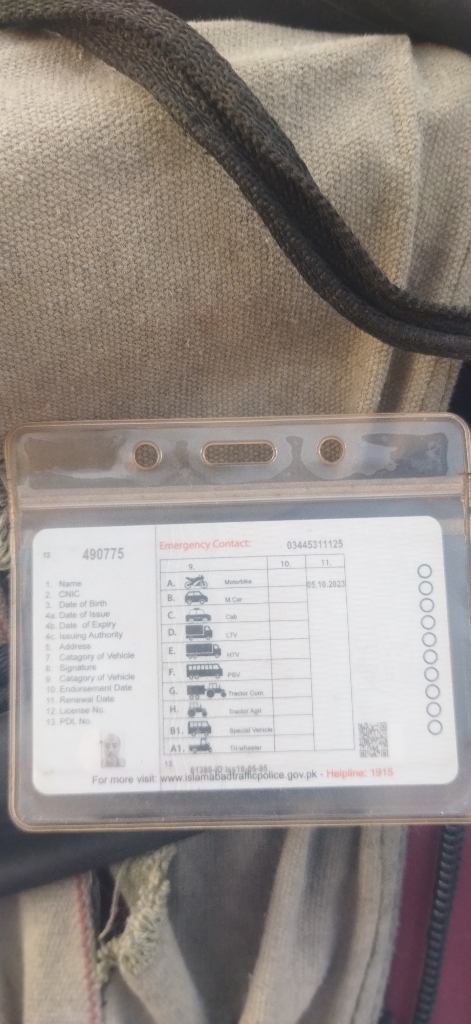 12. 490775
Emergency Contact: 03445311125
1. Name
2. CNIC
3. Date of Birth
4a. Date of Issue
4b. Date of Expiry
4c. Issuing Authority
5. Address
7. Catagory of Vehicle
8. Signature
9. Catagory of Vehicle
10. Endorsement Date
11. Renewal Date
12. License No.
13. PDL No.
9. 10. 11.
A. Motorbike 05.10.2023
B. M.Car
C. Cab
D. LTV
E. HTV
F. PSV
G. Tractor Com.
H. Tractor Agri.
B1. Special Vehicle
A1. Tri-wheeler
13.
For more visit: www.islamabadtrafficpolice.gov.pk - Helpline: 1915